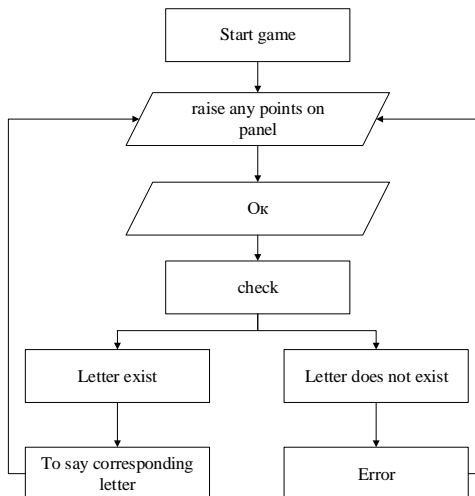 Start game
raise any points on
panel
Ок
check
Letter exist
Letter does not exist
To say corresponding
letter
Error